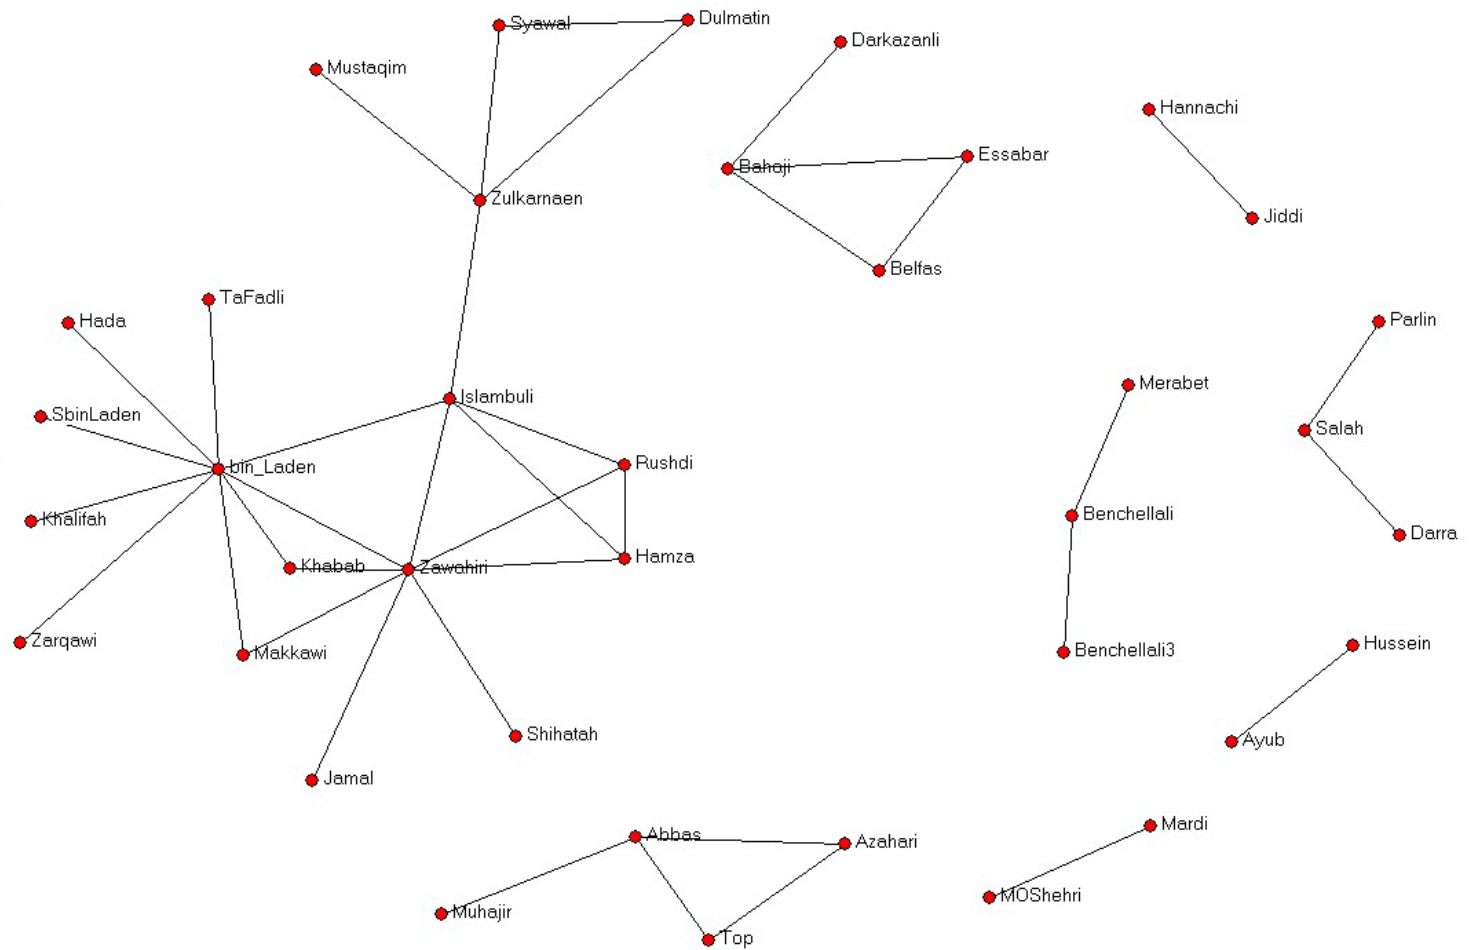 Syawal
Dulmatin
Darkazanli
Mustaqim
Hannachi
Bahaji
Essabar
Zulkarnaen
Jiddi
Belfas
TaFadli
Hada
Parlin
Merabet
Islambuli
SbinLaden
Salah
bin_Laden
Rushdi
Khalifah
Benchellali
Darra
Khabab
Zawahiri
Hamza
Zarqawi
Makkawi
Benchellali3
Hussein
Shihatah
Ayub
Jamal
Mardi
Abbas
Azahari
MOShehri
Muhajir
Top